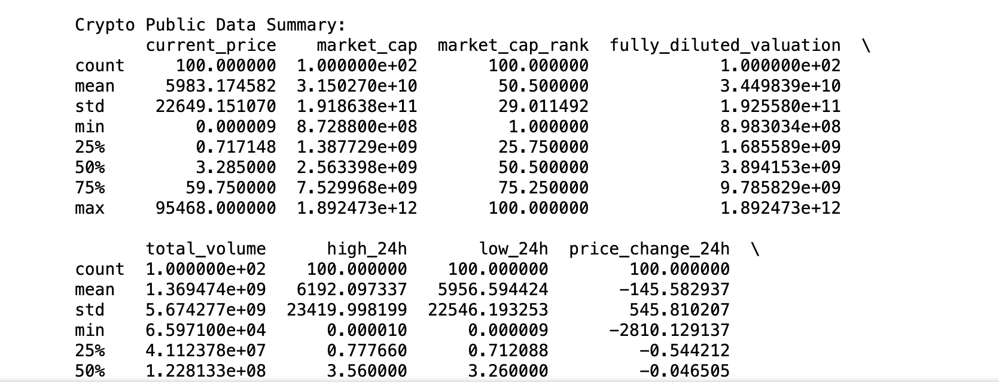 Crypto Public Data Summary:
       current_price    market_cap  market_cap_rank  fully_diluted_valuation  \
count     100.000000  1.000000e+02       100.000000             1.000000e+02
mean     5983.174582  3.150270e+10        50.500000             3.449839e+10
std     22649.151070  1.918638e+11        29.011492             1.925580e+11
min         0.000009  8.728800e+08         1.000000             8.983034e+08
25%         0.717148  1.387729e+09        25.750000             1.685589e+09
50%         3.285000  2.563398e+09        50.500000             3.894153e+09
75%        59.750000  7.529968e+09        75.250000             9.785829e+09
max     95468.000000  1.892473e+12       100.000000             1.892473e+12

       total_volume      high_24h       low_24h  price_change_24h  \
count  1.000000e+02    100.000000    100.000000        100.000000
mean   1.369474e+09   6192.097337   5956.594424       -145.582937
std    5.674277e+09  23419.998199  22546.193253        545.810207
min    6.597100e+04      0.000010      0.000009      -2810.129137
25%    4.112378e+07      0.777660      0.712088         -0.544212
50%    1.228133e+08      3.560000      3.260000         -0.046505